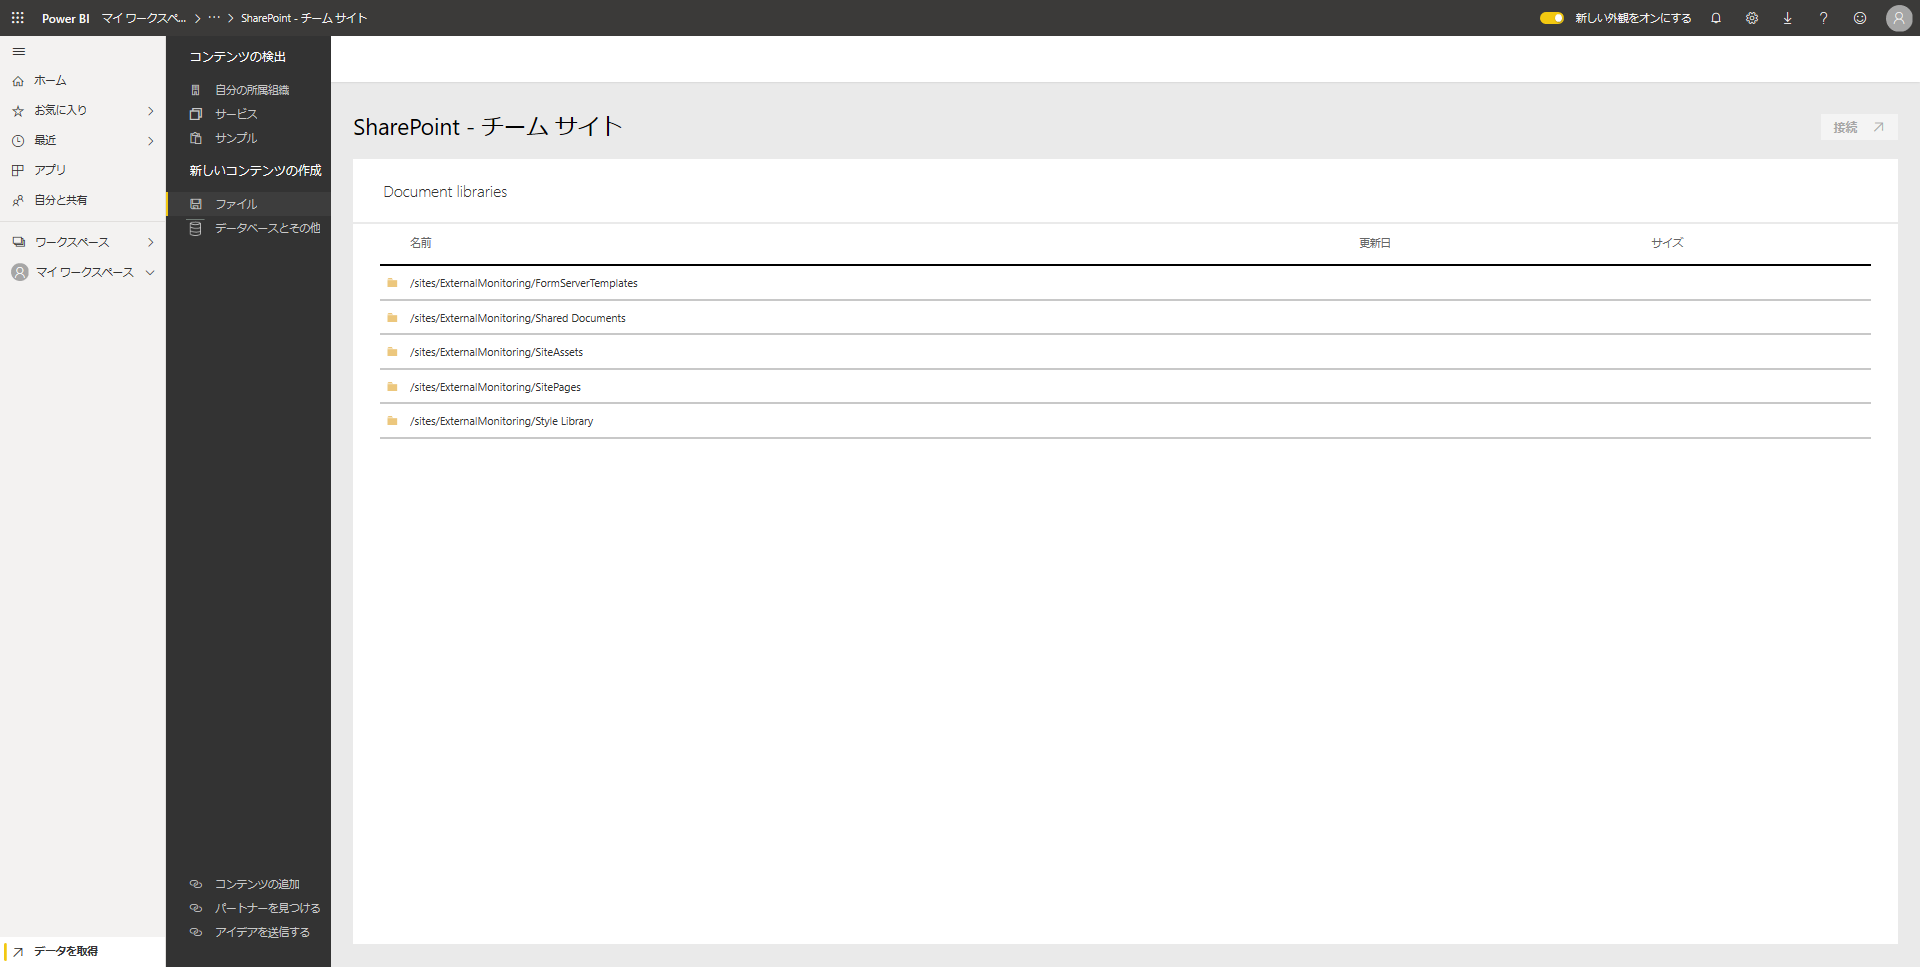 Power BI マイ ワークスペ... > ... > SharePoint - チーム サイト
新しい外観をオンにする
ホーム
お気に入り
最近
アプリ
自分と共有
ワークスペース
マイ ワークスペース
データを取得
コンテンツの検出
自分の所属組織
サービス
サンプル
新しいコンテンツの作成
ファイル
データベースとその他
コンテンツの追加
パートナーを見つける
アイデアを送信する
SharePoint - チーム サイト
接続
Document libraries
名前 更新日 サイズ
/sites/ExternalMonitoring/FormServerTemplates
/sites/ExternalMonitoring/Shared Documents
/sites/ExternalMonitoring/SiteAssets
/sites/ExternalMonitoring/SitePages
/sites/ExternalMonitoring/Style Library